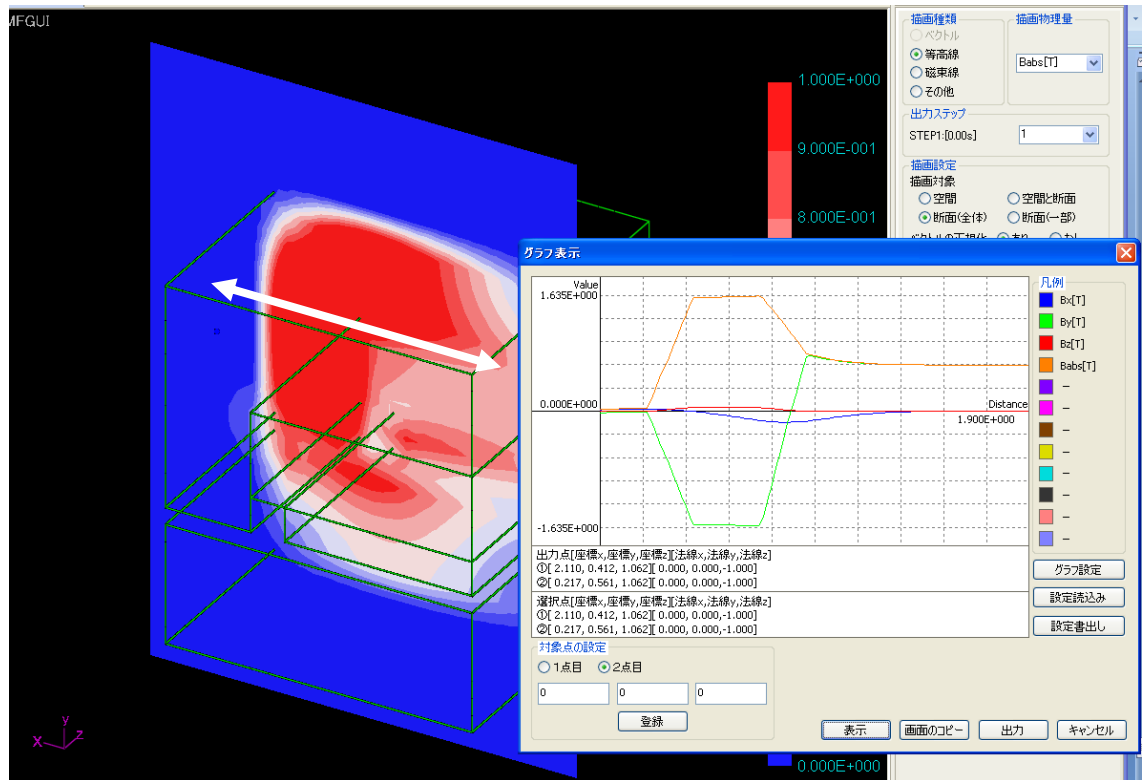 MFGUI
1.000E+000
9.000E-001
8.000E-001
0.000E+000
y
x
z
描画種類
ベクトル
等高線
磁束線
その他
描画物理量
Babs[T]
出力ステップ
STEP1:[0.00s]
1
描画設定
描画対象
空間
空間と断面
断面(全体)
断面(一部)
グラフ表示
Value
1.635E+000
0.000E+000
-1.635E+000
Distance
1.900E+000
凡例
Bx[T]
By[T]
Bz[T]
Babs[T]
－
－
－
－
－
－
－
－
出力点[座標x,座標y,座標z][法線x,法線y,法線z]
①[ 2.110, 0.412, 1.062][ 0.000, 0.000,-1.000]
②[ 0.217, 0.561, 1.062][ 0.000, 0.000,-1.000]
選択点[座標x,座標y,座標z][法線x,法線y,法線z]
①[ 2.110, 0.412, 1.062][ 0.000, 0.000,-1.000]
②[ 0.217, 0.561, 1.062][ 0.000, 0.000,-1.000]
グラフ設定
設定読込み
設定書出し
対象点の設定
1点目
2点目
0
0
0
登録
表示
画面のコピー
出力
キャンセル